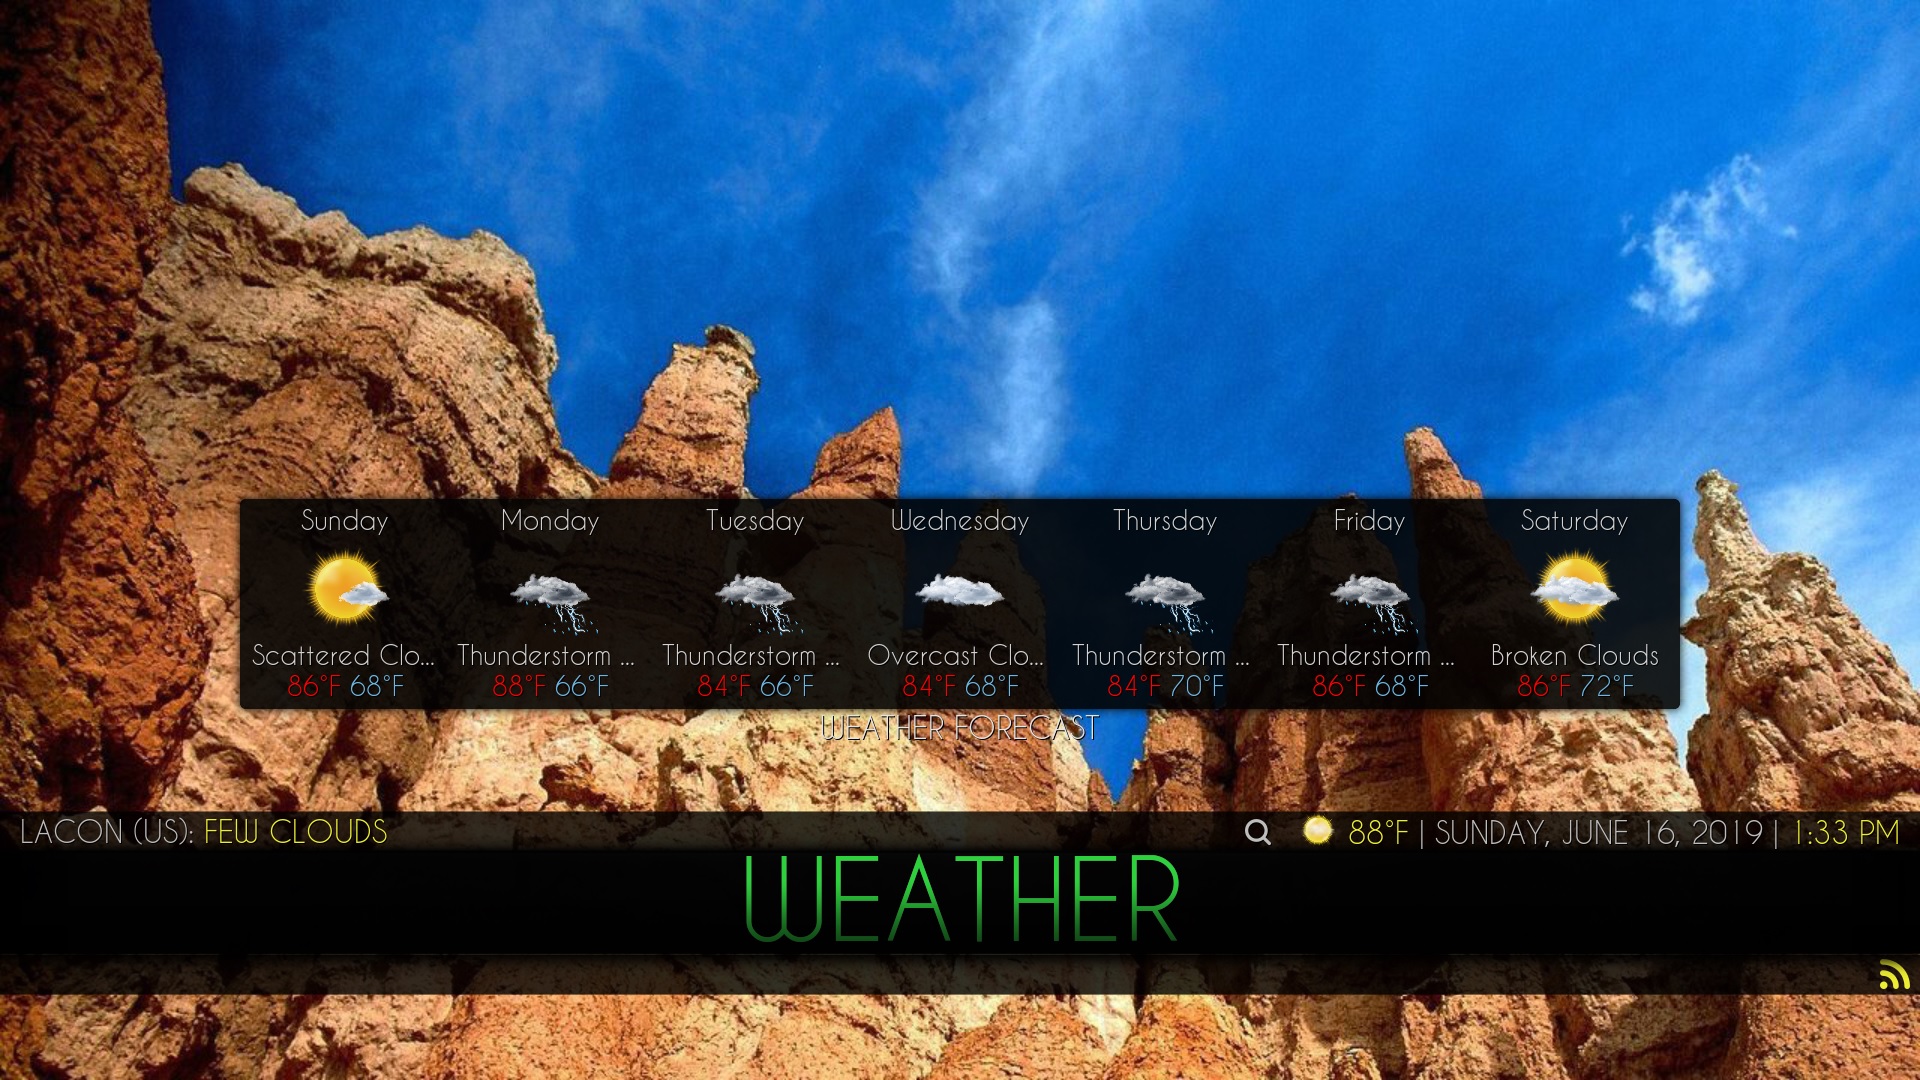 Sunday Monday Tuesday Wednesday Thursday Friday Saturday
Scattered Clo... Thunderstorm ... Thunderstorm ... Overcast Clo... Thunderstorm ... Thunderstorm ... Broken Clouds
86°F 68°F 88°F 66°F 84°F 66°F 84°F 68°F 84°F 70°F 86°F 68°F 86°F 72°F
WEATHER FORECAST
LACON (US): FEW CLOUDS 88°F | SUNDAY, JUNE 16, 2019 | 1:33 PM
WEATHER